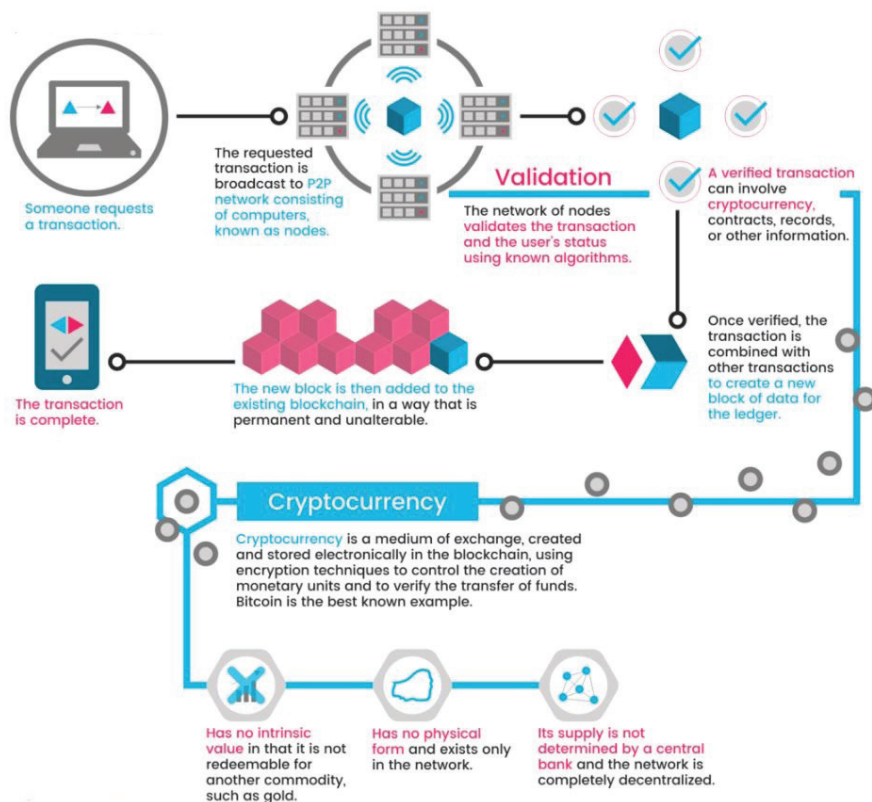 Someone requests
a transaction.
The requested
transaction is
broadcast to P2P
network consisting
of computers,
known as nodes.
Validation
The network of nodes
validates the transaction
and the user's status
using known algorithms.
A verified transaction
can involve
cryptocurrency,
contracts, records,
or other information.
Once verified, the
transaction is
combined with
other transactions
to create a new
block of data for
the ledger.
The new block is then added to the
existing blockchain, in a way that is
permanent and unalterable.
The transaction
is complete.
Cryptocurrency
Cryptocurrency is a medium of exchange, created
and stored electronically in the blockchain, using
encryption techniques to control the creation of
monetary units and to verify the transfer of funds.
Bitcoin is the best known example.
Has no intrinsic
value in that it is not
redeemable for
another commodity,
such as gold.
Has no physical
form and exists only
in the network.
Its supply is not
determined by a central
bank and the network is
completely decentralized.